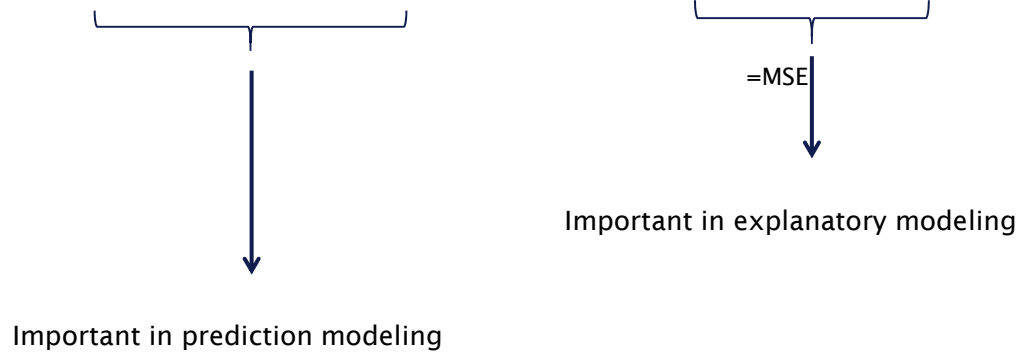 =MSE
Important in explanatory modeling
Important in prediction modeling